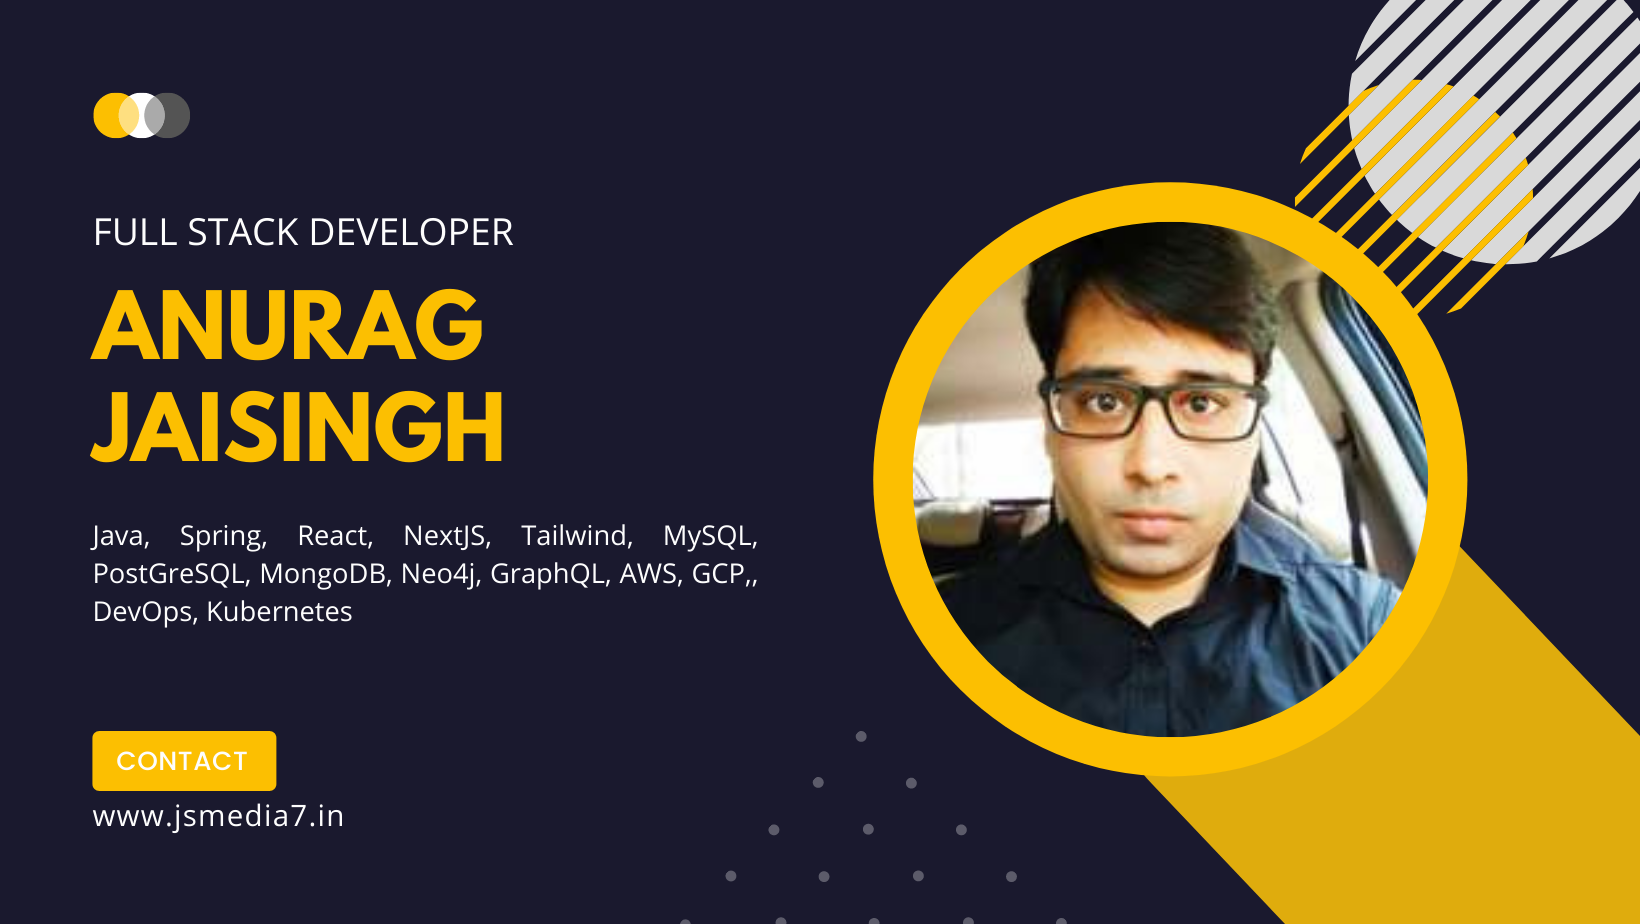 FULL STACK DEVELOPER
ANURAG
JAISINGH
Java, Spring, React, NextJS, Tailwind, MySQL,
PostGreSQL, MongoDB, Neo4j, GraphQL, AWS, GCP,,
DevOps, Kubernetes
CONTACT
www.jsmedia7.in